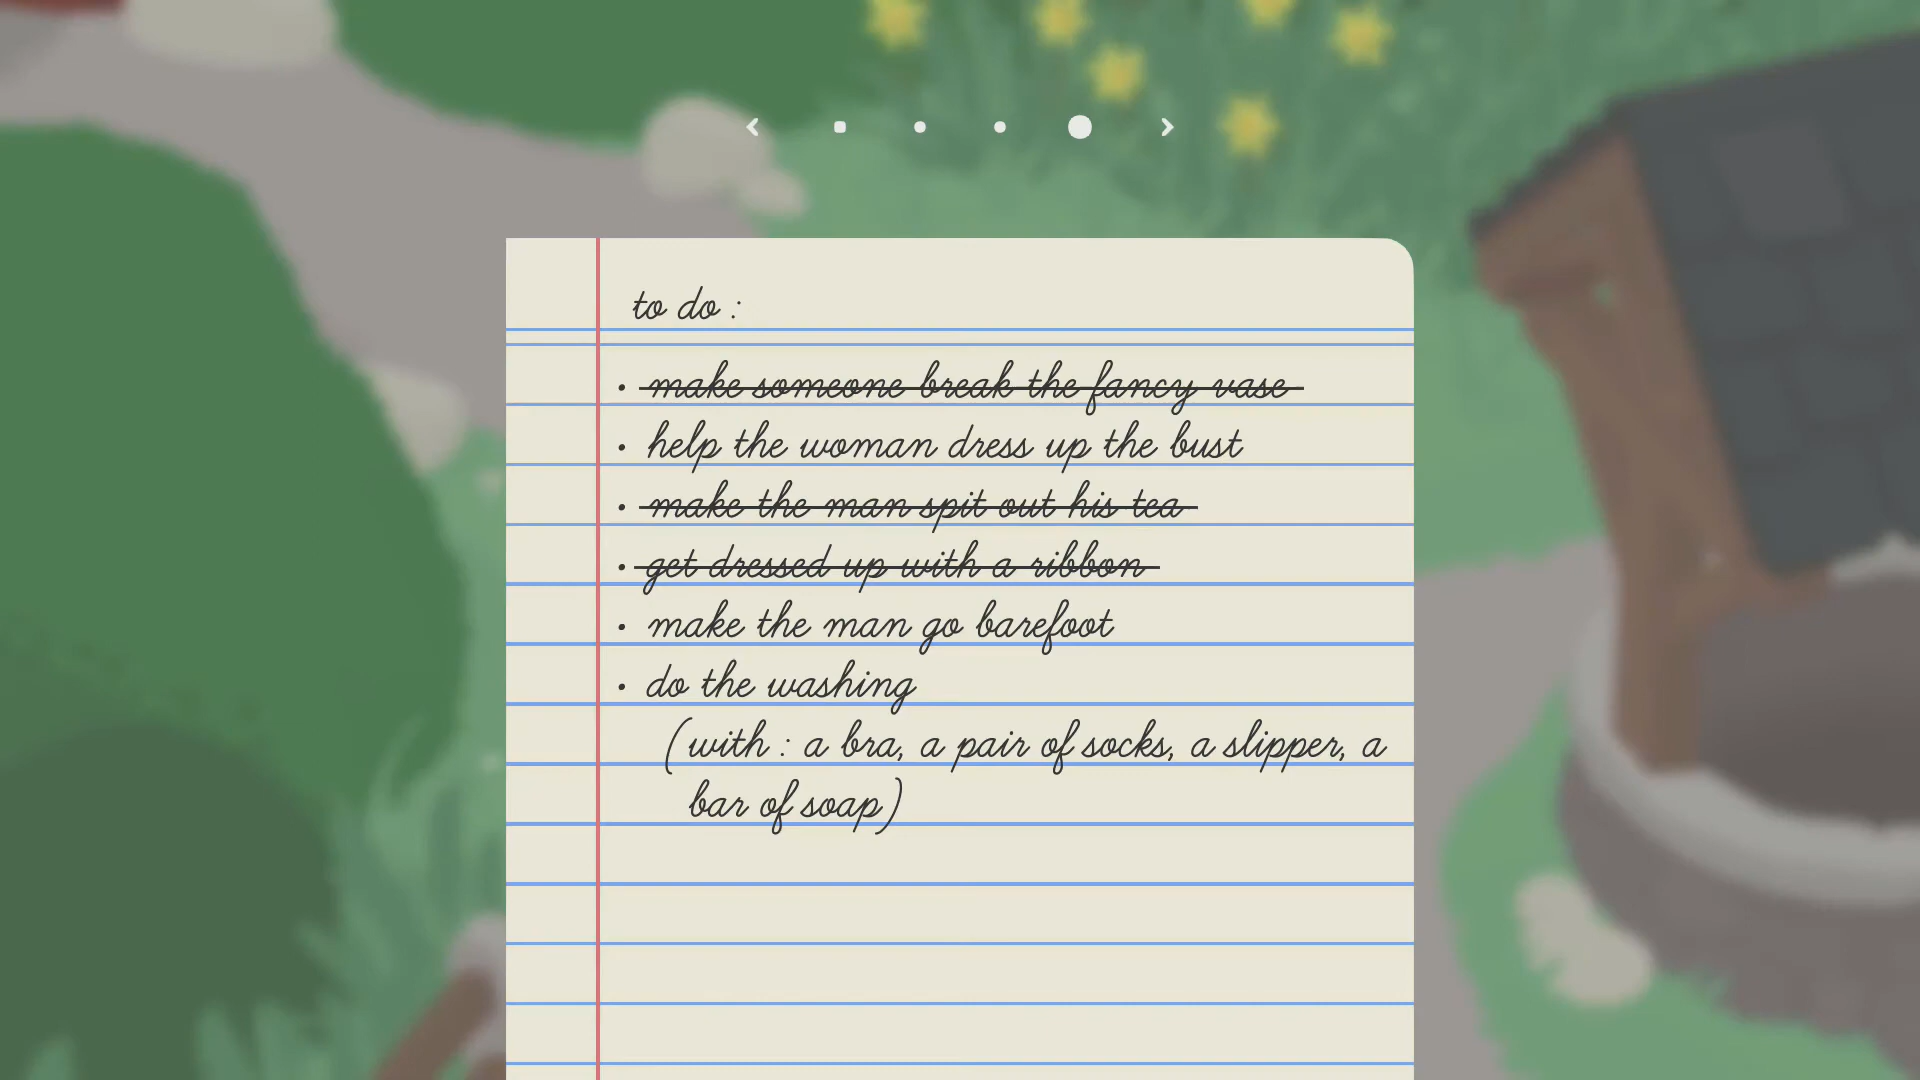 to do :
• make someone break the fancy vase
• help the woman dress up the bust
• make the man spit out his tea
• get dressed up with a ribbon
• make the man go barefoot
• do the washing
(with : a bra, a pair of socks, a slipper, a
bar of soap)